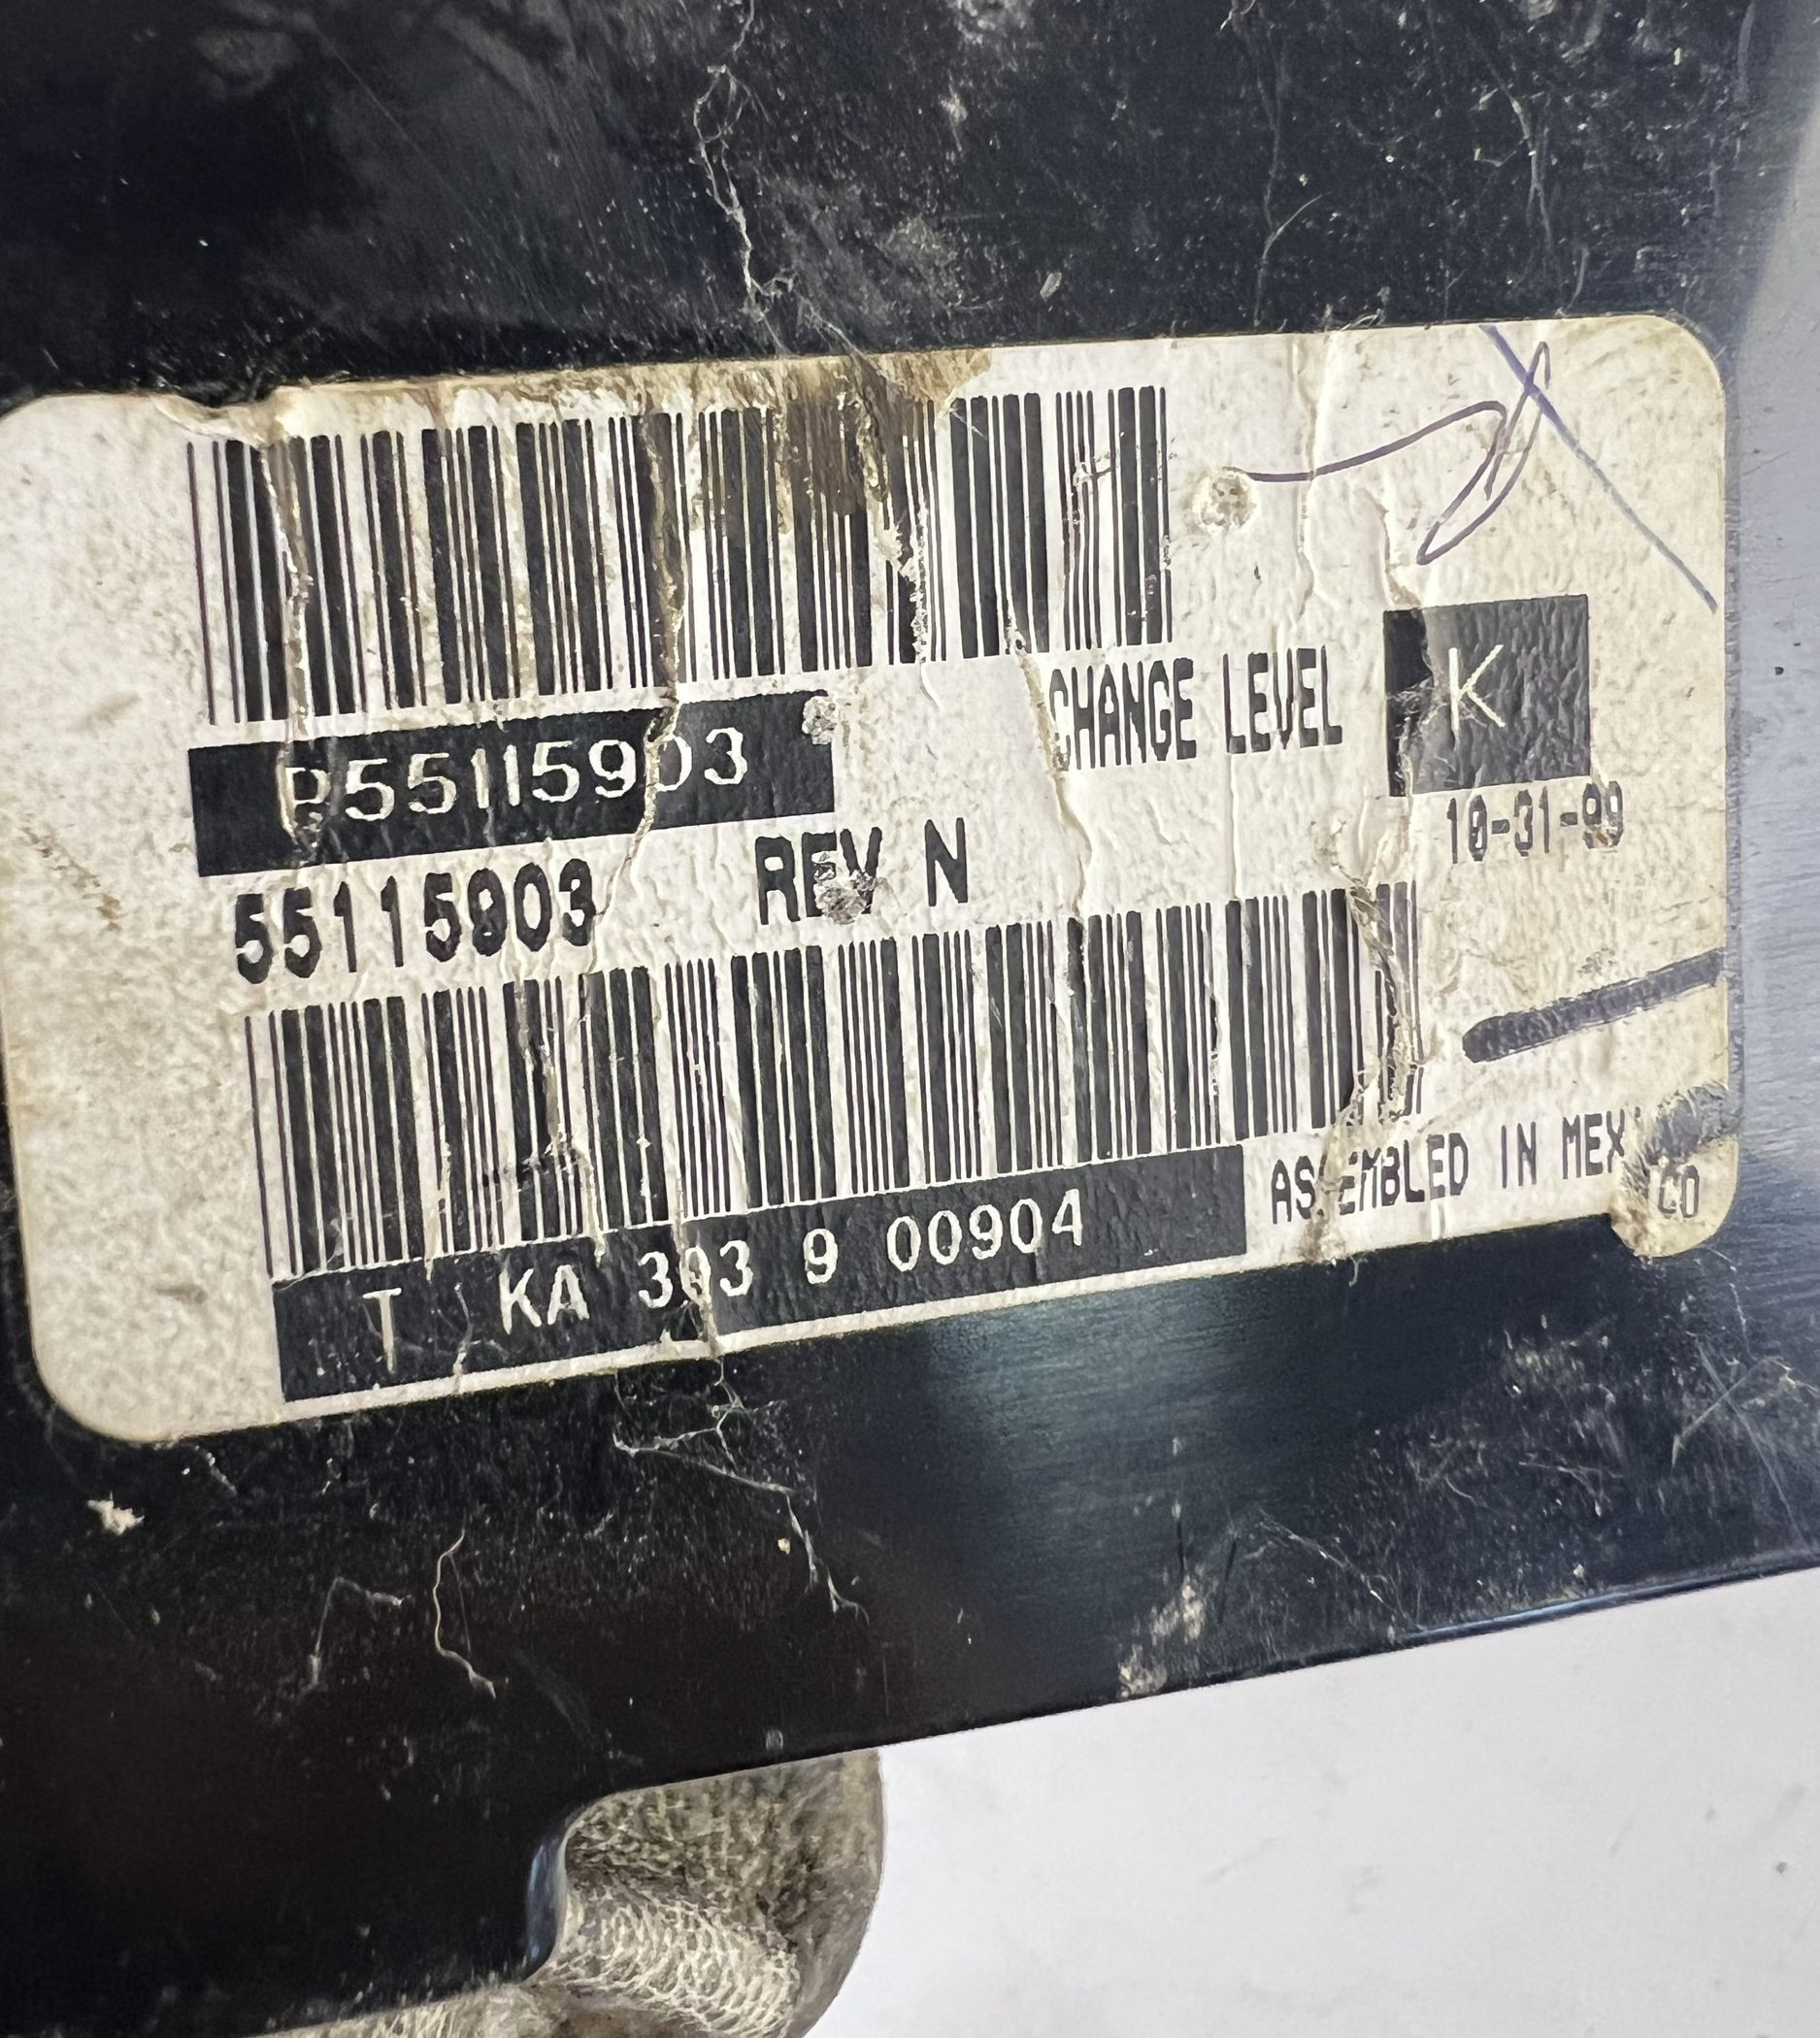 P55115903
CHANGE LEVEL K
10-31-99
55115903 REV N
T KA 303 9 00904
ASSEMBLED IN MEXICO